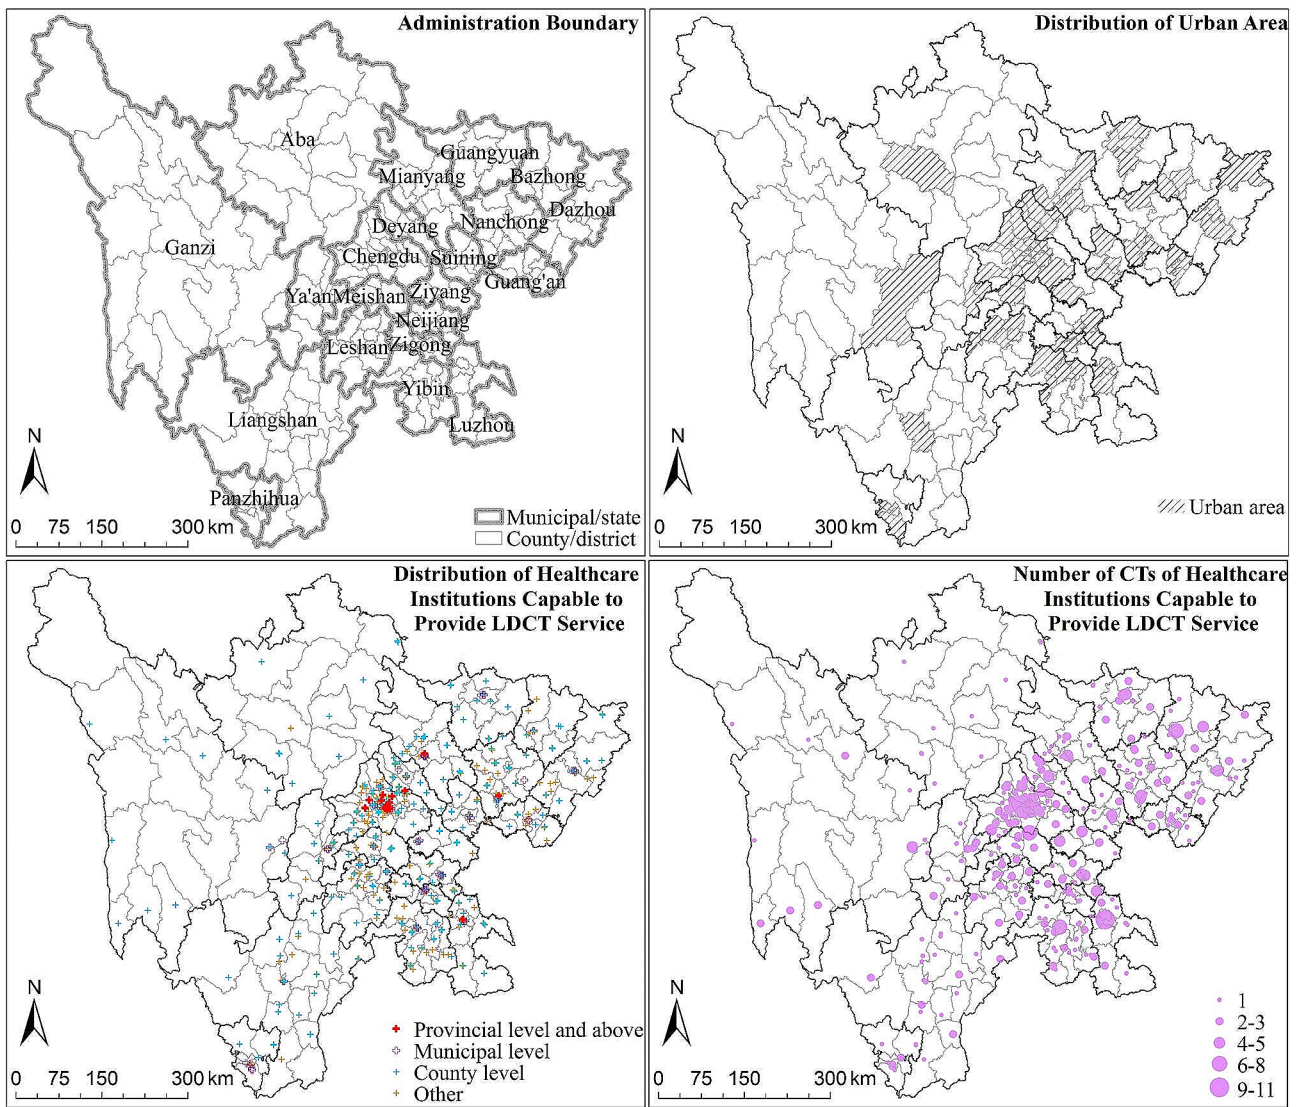 Administration Boundary
Aba
Guangyuan
Mianyang
Bazhong
Dazhou
Deyang
Nanchong
Ganzi
Chengdu
Suining
Guang'an
Ya'an
Meishan
Ziyang
Neijiang
Leshan
Zigong
Yibin
Liangshan
Luzhou
Panzhihua
N
0 75 150 300 km
Municipal/state
County/district
Distribution of Urban Area
N
0 75 150 300 km
Urban area
Distribution of Healthcare
Institutions Capable to
Provide LDCT Service
N
0 75 150 300 km
Provincial level and above
Municipal level
County level
Other
Number of CTs of Healthcare
Institutions Capable to
Provide LDCT Service
N
0 75 150 300 km
1
2-3
4-5
6-8
9-11